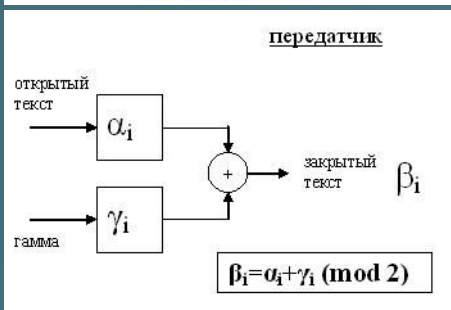 передатчик
открытый
текст
αi
+
закрытый
текст
βi
γi
гамма
βi=αi+γi (mod 2)